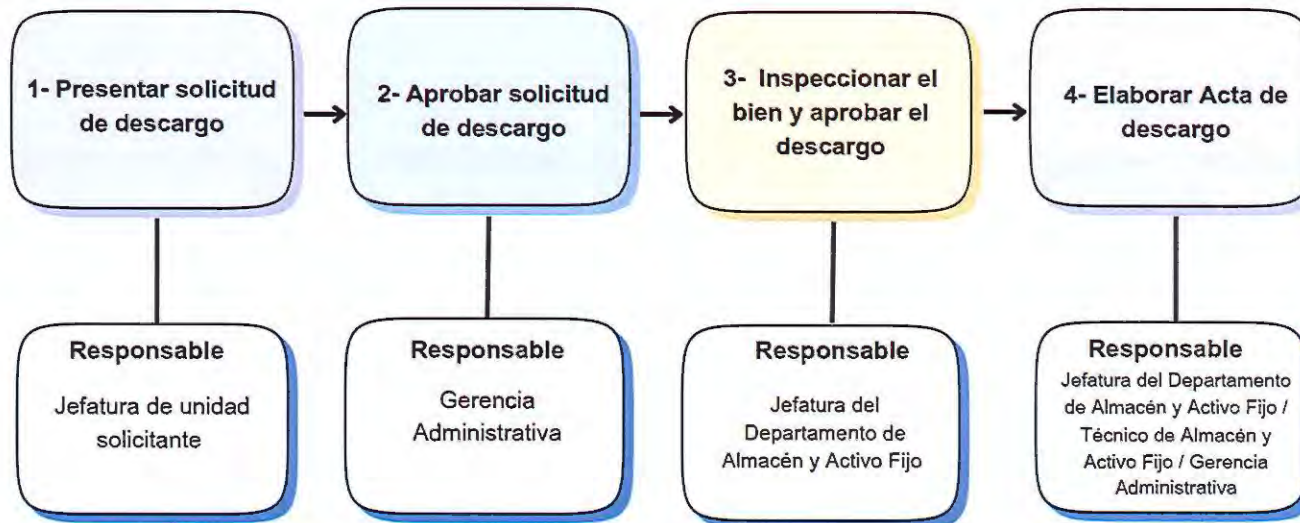 1- Presentar solicitud
de descargo
2- Aprobar solicitud
de descargo
3- Inspeccionar el
bien y aprobar el
descargo
4- Elaborar Acta de
descargo
Responsable
Jefatura de unidad
solicitante
Responsable
Gerencia
Administrativa
Responsable
Jefatura del
Departamento de
Almacén y Activo Fijo
Responsable
Jefatura del Departamento
de Almacén y Activo Fijo /
Técnico de Almacén y
Activo Fijo / Gerencia
Administrativa